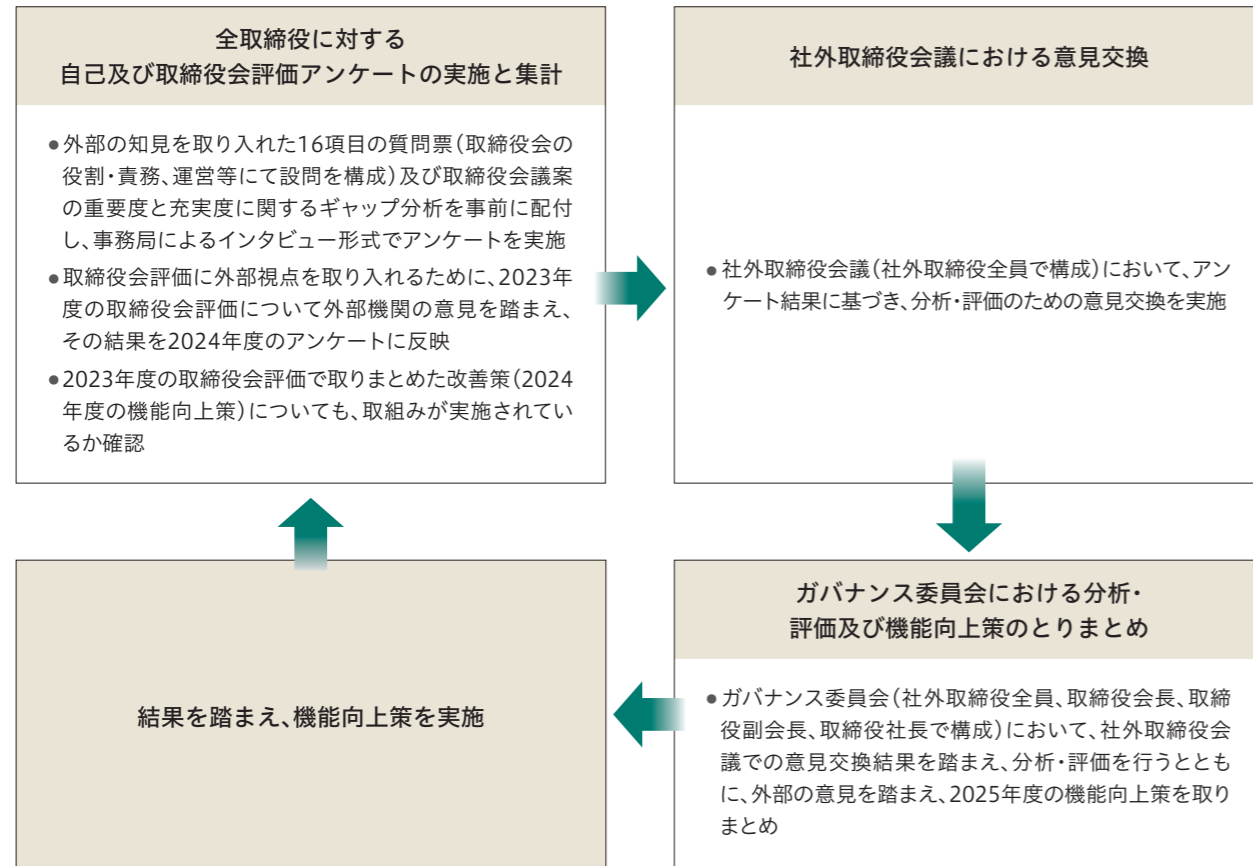 全取締役に対する
自己及び取締役会評価アンケートの実施と集計
●外部の知見を取り入れた16項目の質問票(取締役会の
役割・責務、運営等にて設問を構成)及び取締役会議案
の重要度と充実度に関するギャップ分析を事前に配付
し、事務局によるインタビュー形式でアンケートを実施
●取締役会評価に外部視点を取り入れるために、2023年
度の取締役会評価について外部機関の意見を踏まえ、
その結果を2024年度のアンケートに反映
●2023年度の取締役会評価で取りまとめた改善策(2024
年度の機能向上策)についても、取組みが実施されてい
るか確認
社外取締役会議における意見交換
●社外取締役会議(社外取締役全員で構成)において、アン
ケート結果に基づき、分析・評価のための意見交換を実施
ガバナンス委員会における分析・
評価及び機能向上策のとりまとめ
●ガバナンス委員会(社外取締役全員、取締役会長、取締
役副会長、取締役社長で構成)において、社外取締役会
議での意見交換結果を踏まえ、分析・評価を行うととも
に、外部の意見を踏まえ、2025年度の機能向上策を取り
まとめ
結果を踏まえ、機能向上策を実施